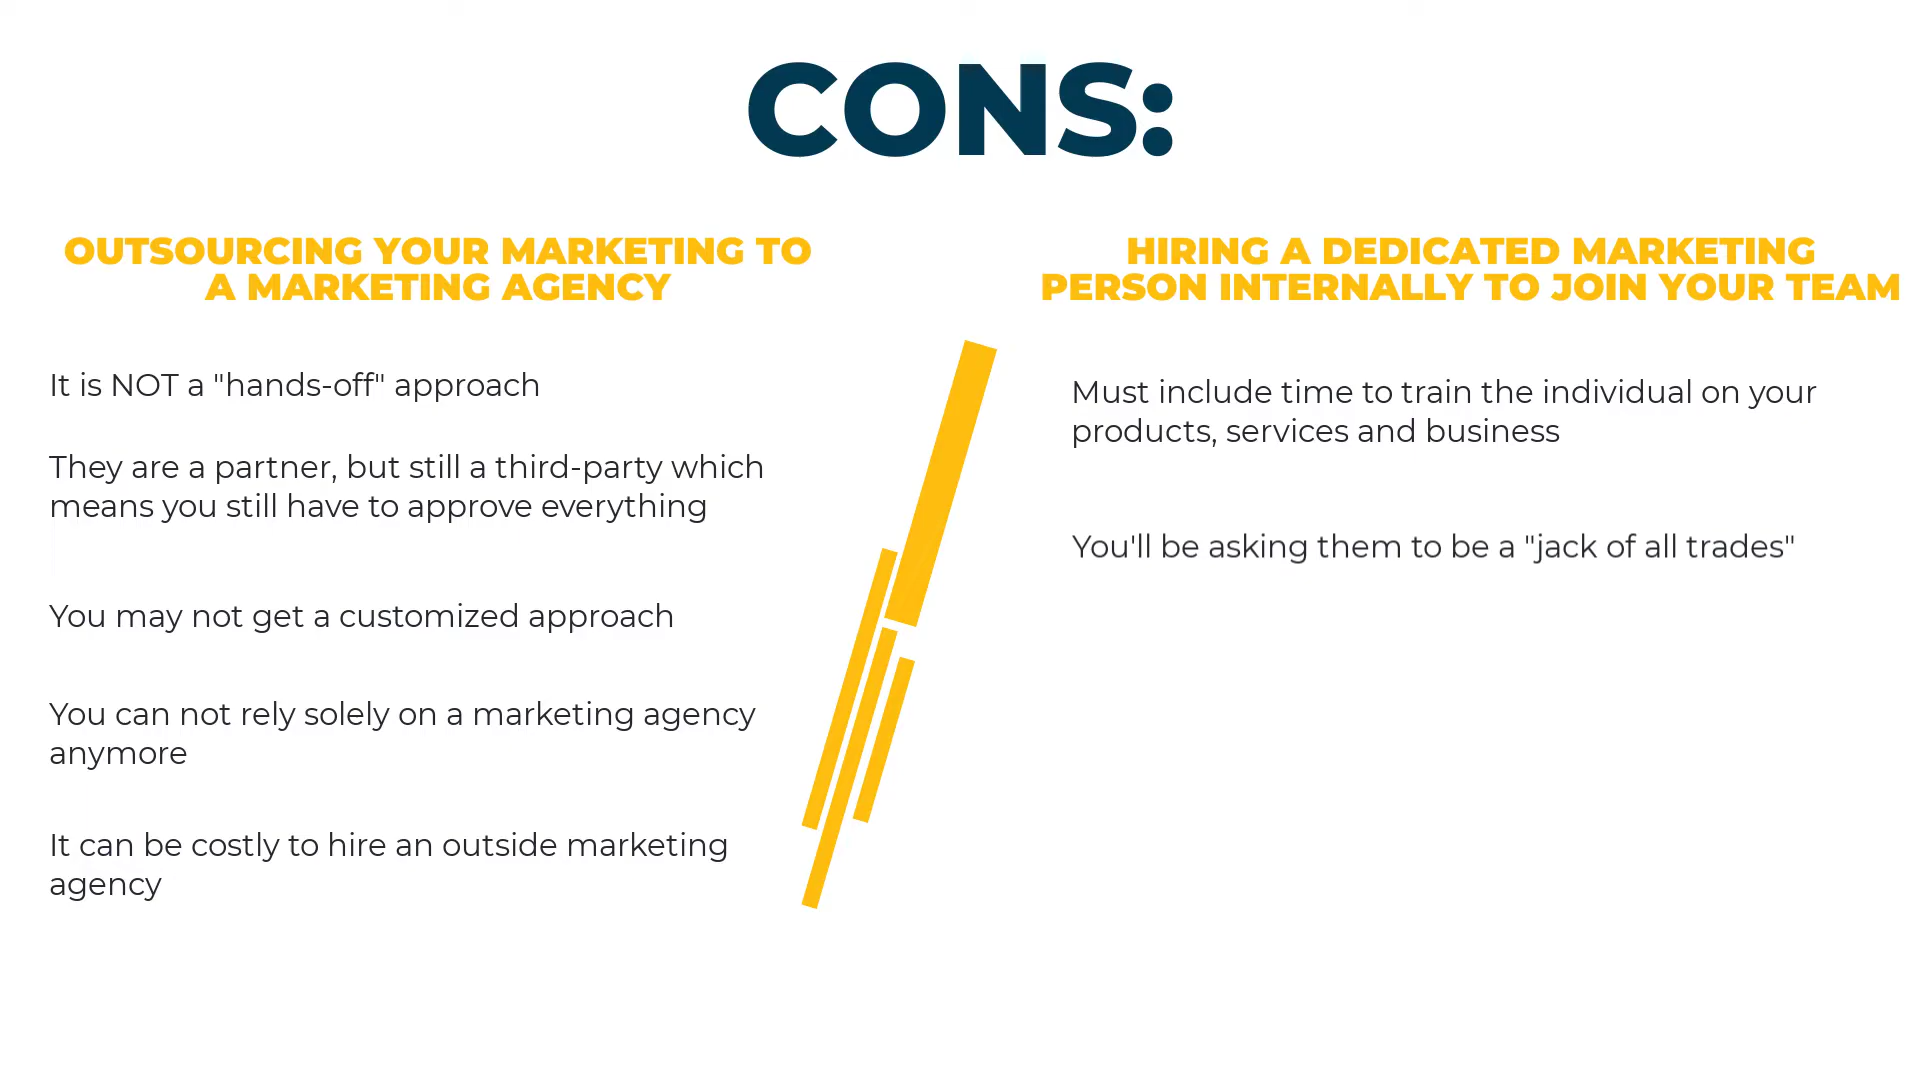 CONS:
OUTSOURCING YOUR MARKETING TO
A MARKETING AGENCY
It is NOT a "hands-off" approach
They are a partner, but still a third-party which
means you still have to approve everything
You may not get a customized approach
You can not rely solely on a marketing agency
anymore
It can be costly to hire an outside marketing
agency
HIRING A DEDICATED MARKETING
PERSON INTERNALLY TO JOIN YOUR TEAM
Must include time to train the individual on your
products, services and business
You'll be asking them to be a "jack of all trades"